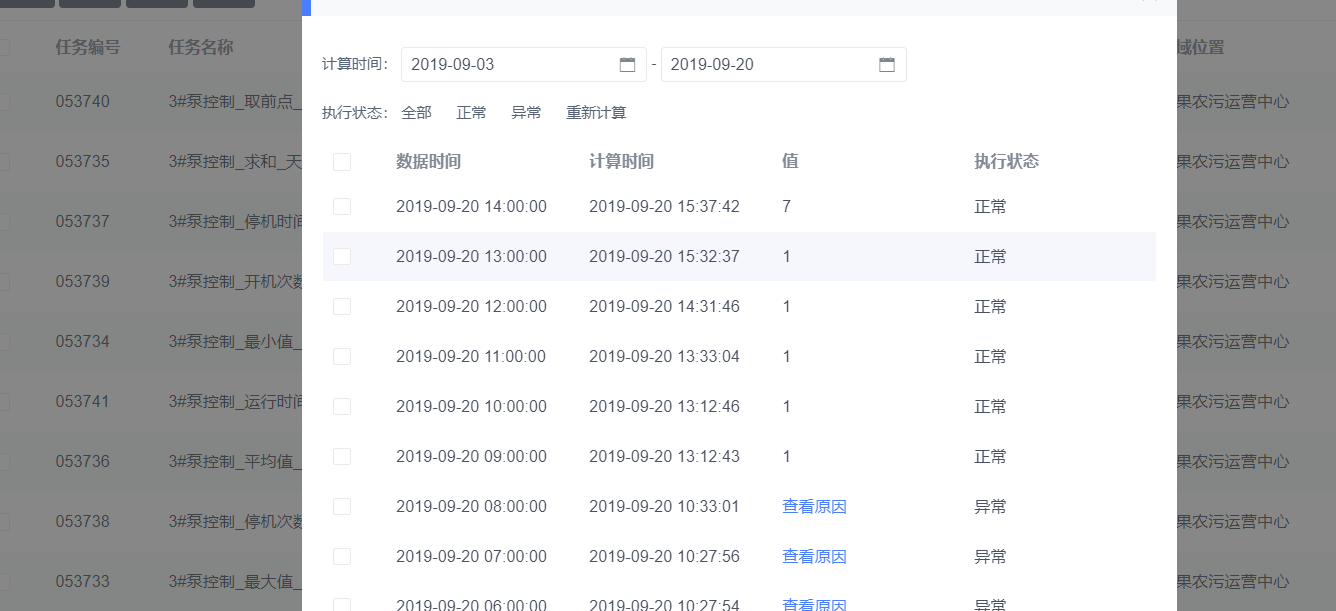 任务编号 任务名称 域位置
053740 3#泵控制_取前点_ 果农污运营中心
053735 3#泵控制_求和_天 果农污运营中心
053737 3#泵控制_停机时间 果农污运营中心
053739 3#泵控制_开机次数 果农污运营中心
053734 3#泵控制_最小值_ 果农污运营中心
053741 3#泵控制_运行时间 果农污运营中心
053736 3#泵控制_平均值_ 果农污运营中心
053738 3#泵控制_停机次数 果农污运营中心
053733 3#泵控制_最大值_ 果农污运营中心
计算时间: 2019-09-03 - 2019-09-20
执行状态: 全部 正常 异常 重新计算
数据时间 计算时间 值 执行状态
2019-09-20 14:00:00 2019-09-20 15:37:42 7 正常
2019-09-20 13:00:00 2019-09-20 15:32:37 1 正常
2019-09-20 12:00:00 2019-09-20 14:31:46 1 正常
2019-09-20 11:00:00 2019-09-20 13:33:04 1 正常
2019-09-20 10:00:00 2019-09-20 13:12:46 1 正常
2019-09-20 09:00:00 2019-09-20 13:12:43 1 正常
2019-09-20 08:00:00 2019-09-20 10:33:01 查看原因 异常
2019-09-20 07:00:00 2019-09-20 10:27:56 查看原因 异常
2019-09-20 06:00:00 2019-09-20 10:27:54 查看原因 异常